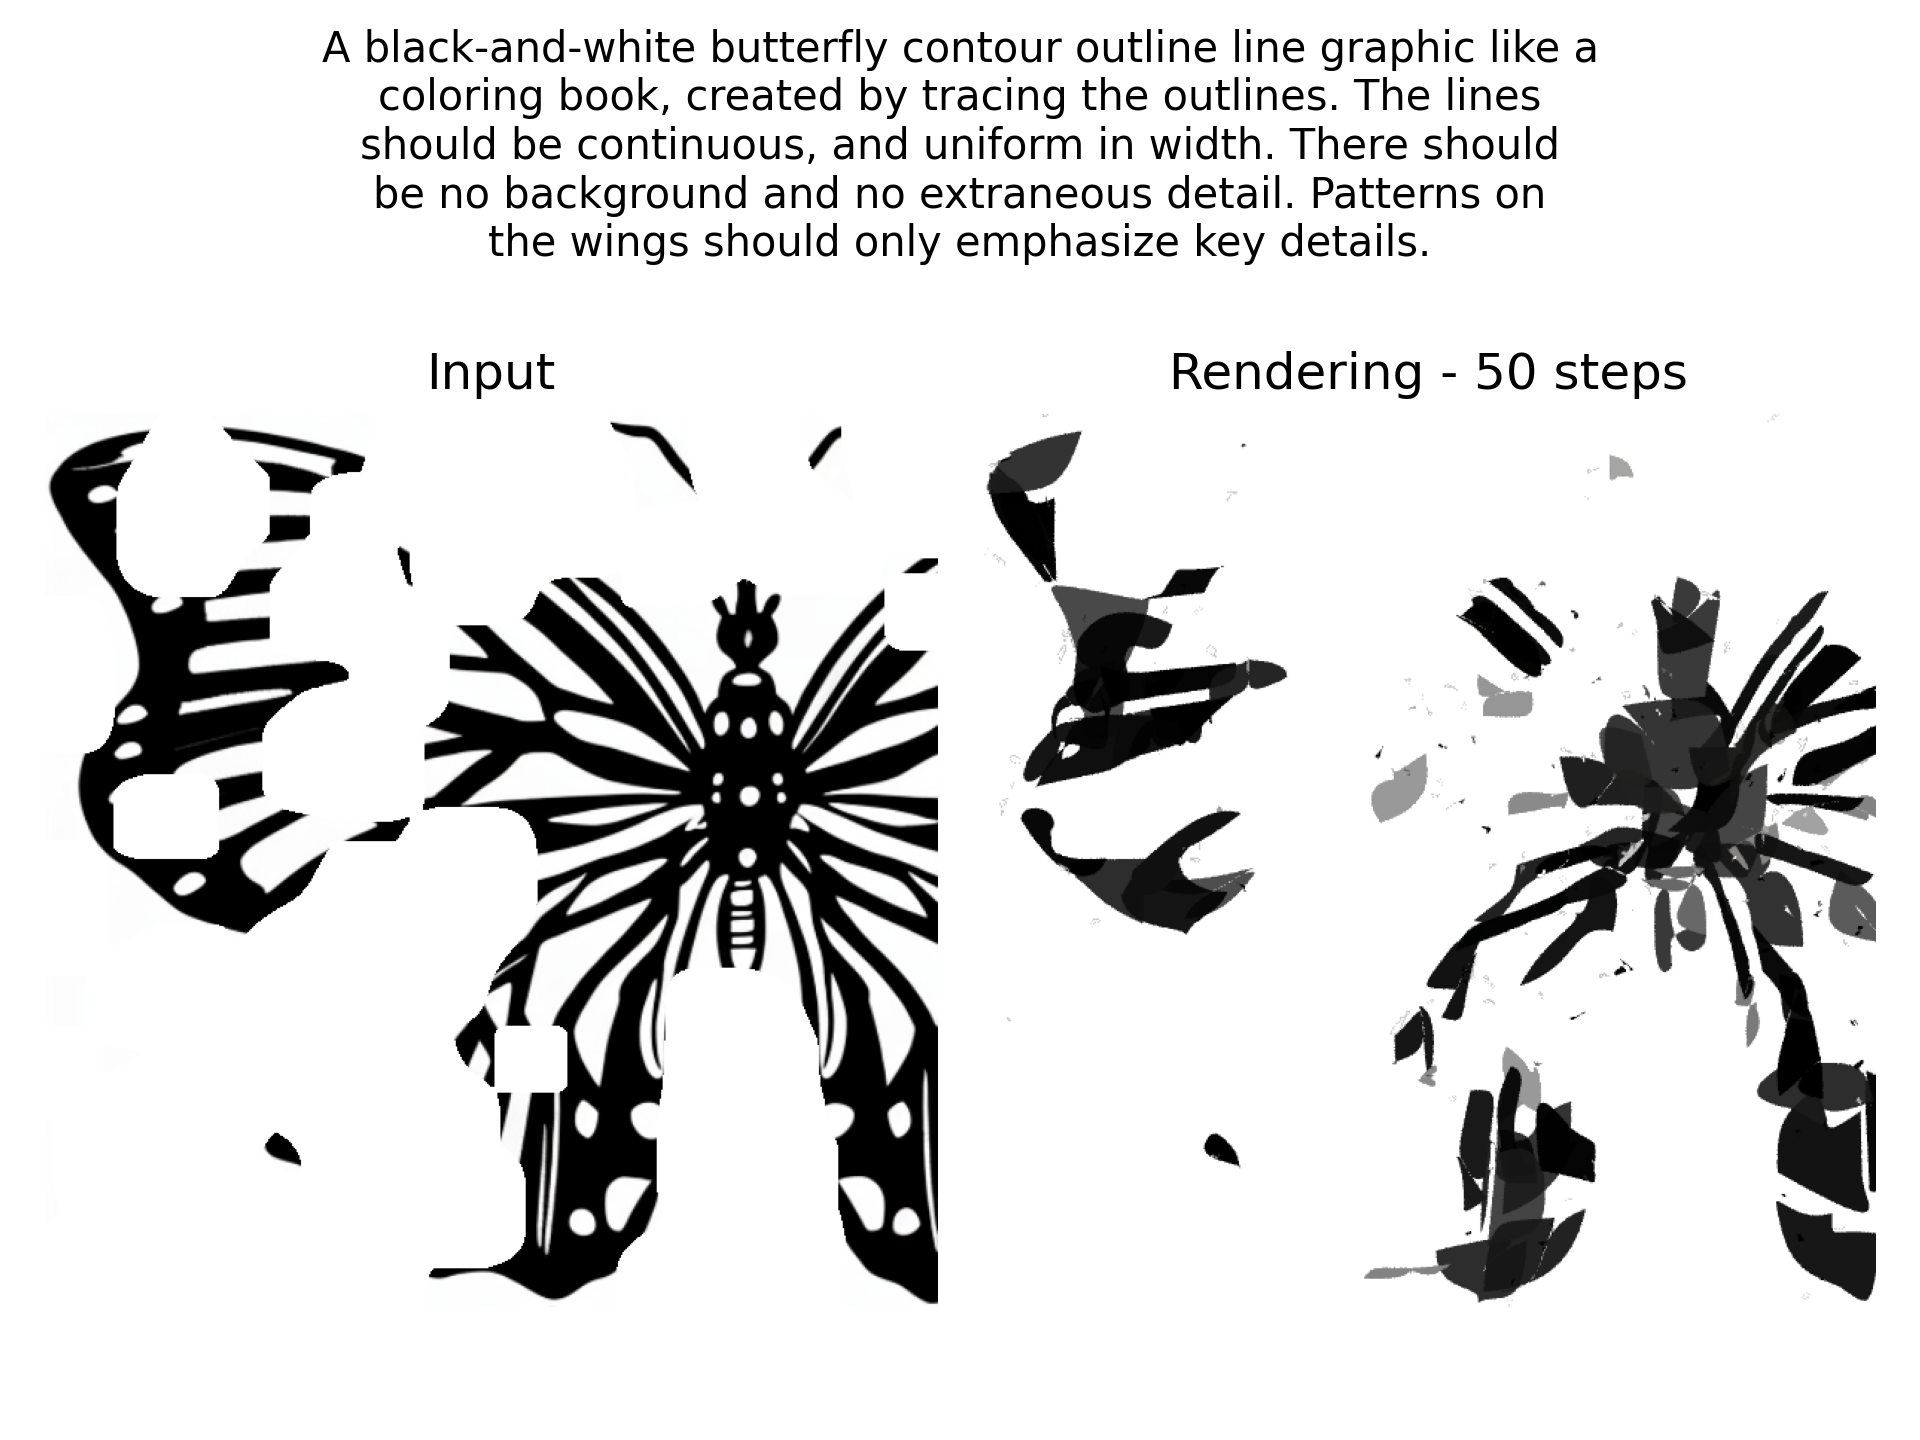 A black-and-white butterfly contour outline line graphic like a
coloring book, created by tracing the outlines. The lines
should be continuous, and uniform in width. There should
be no background and no extraneous detail. Patterns on
the wings should only emphasize key details.
Input
Rendering - 50 steps